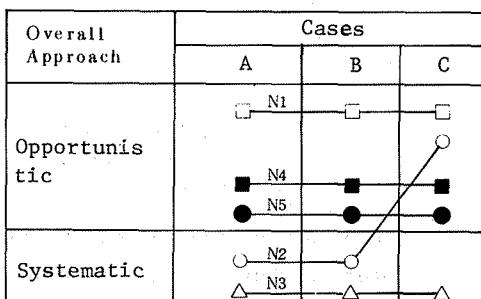 Overall
Approach
Cases
A B C
N1
Opportunis
tic
N4
N5
Systematic
N2
N3